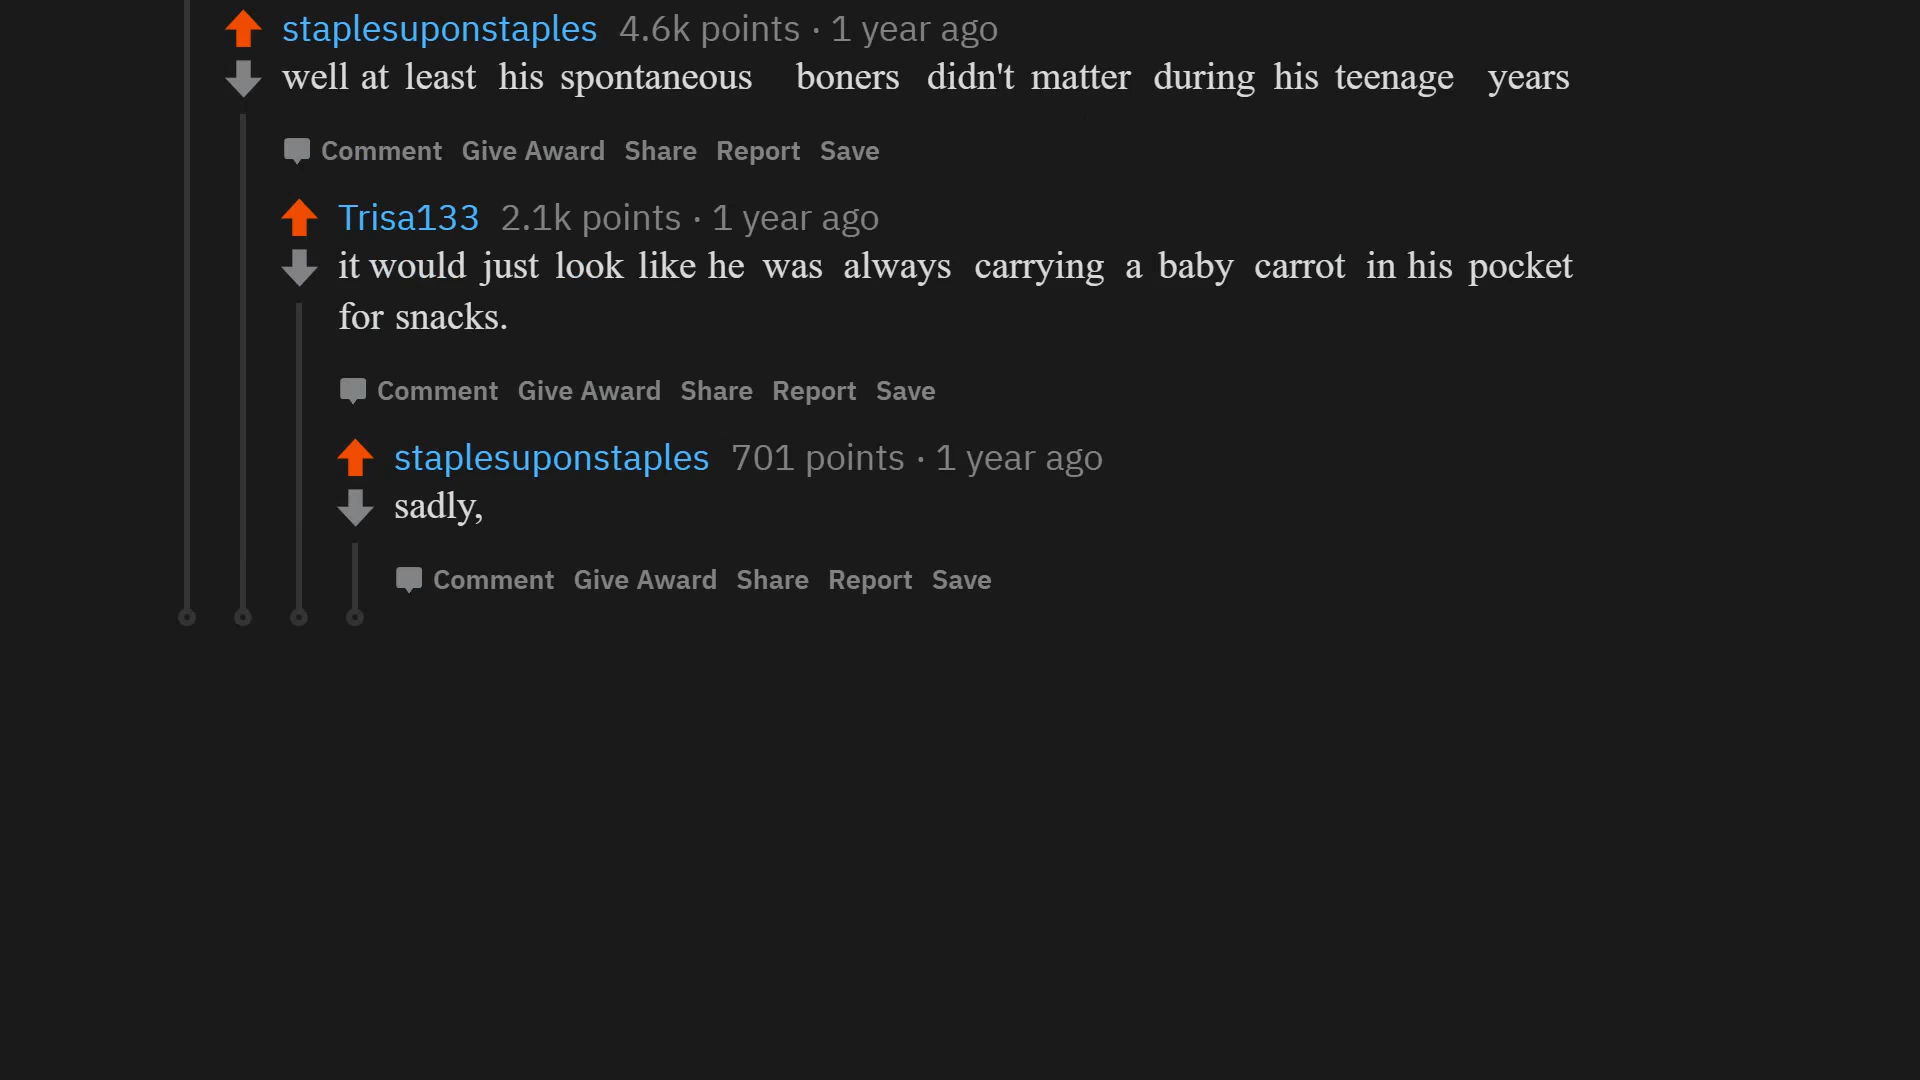 staplesuponstaples 4.6k points · 1 year ago
well at least his spontaneous boners didn't matter during his teenage years
Comment Give Award Share Report Save
Trisa133 2.1k points · 1 year ago
it would just look like he was always carrying a baby carrot in his pocket
for snacks.
Comment Give Award Share Report Save
staplesuponstaples 701 points · 1 year ago
sadly,
Comment Give Award Share Report Save